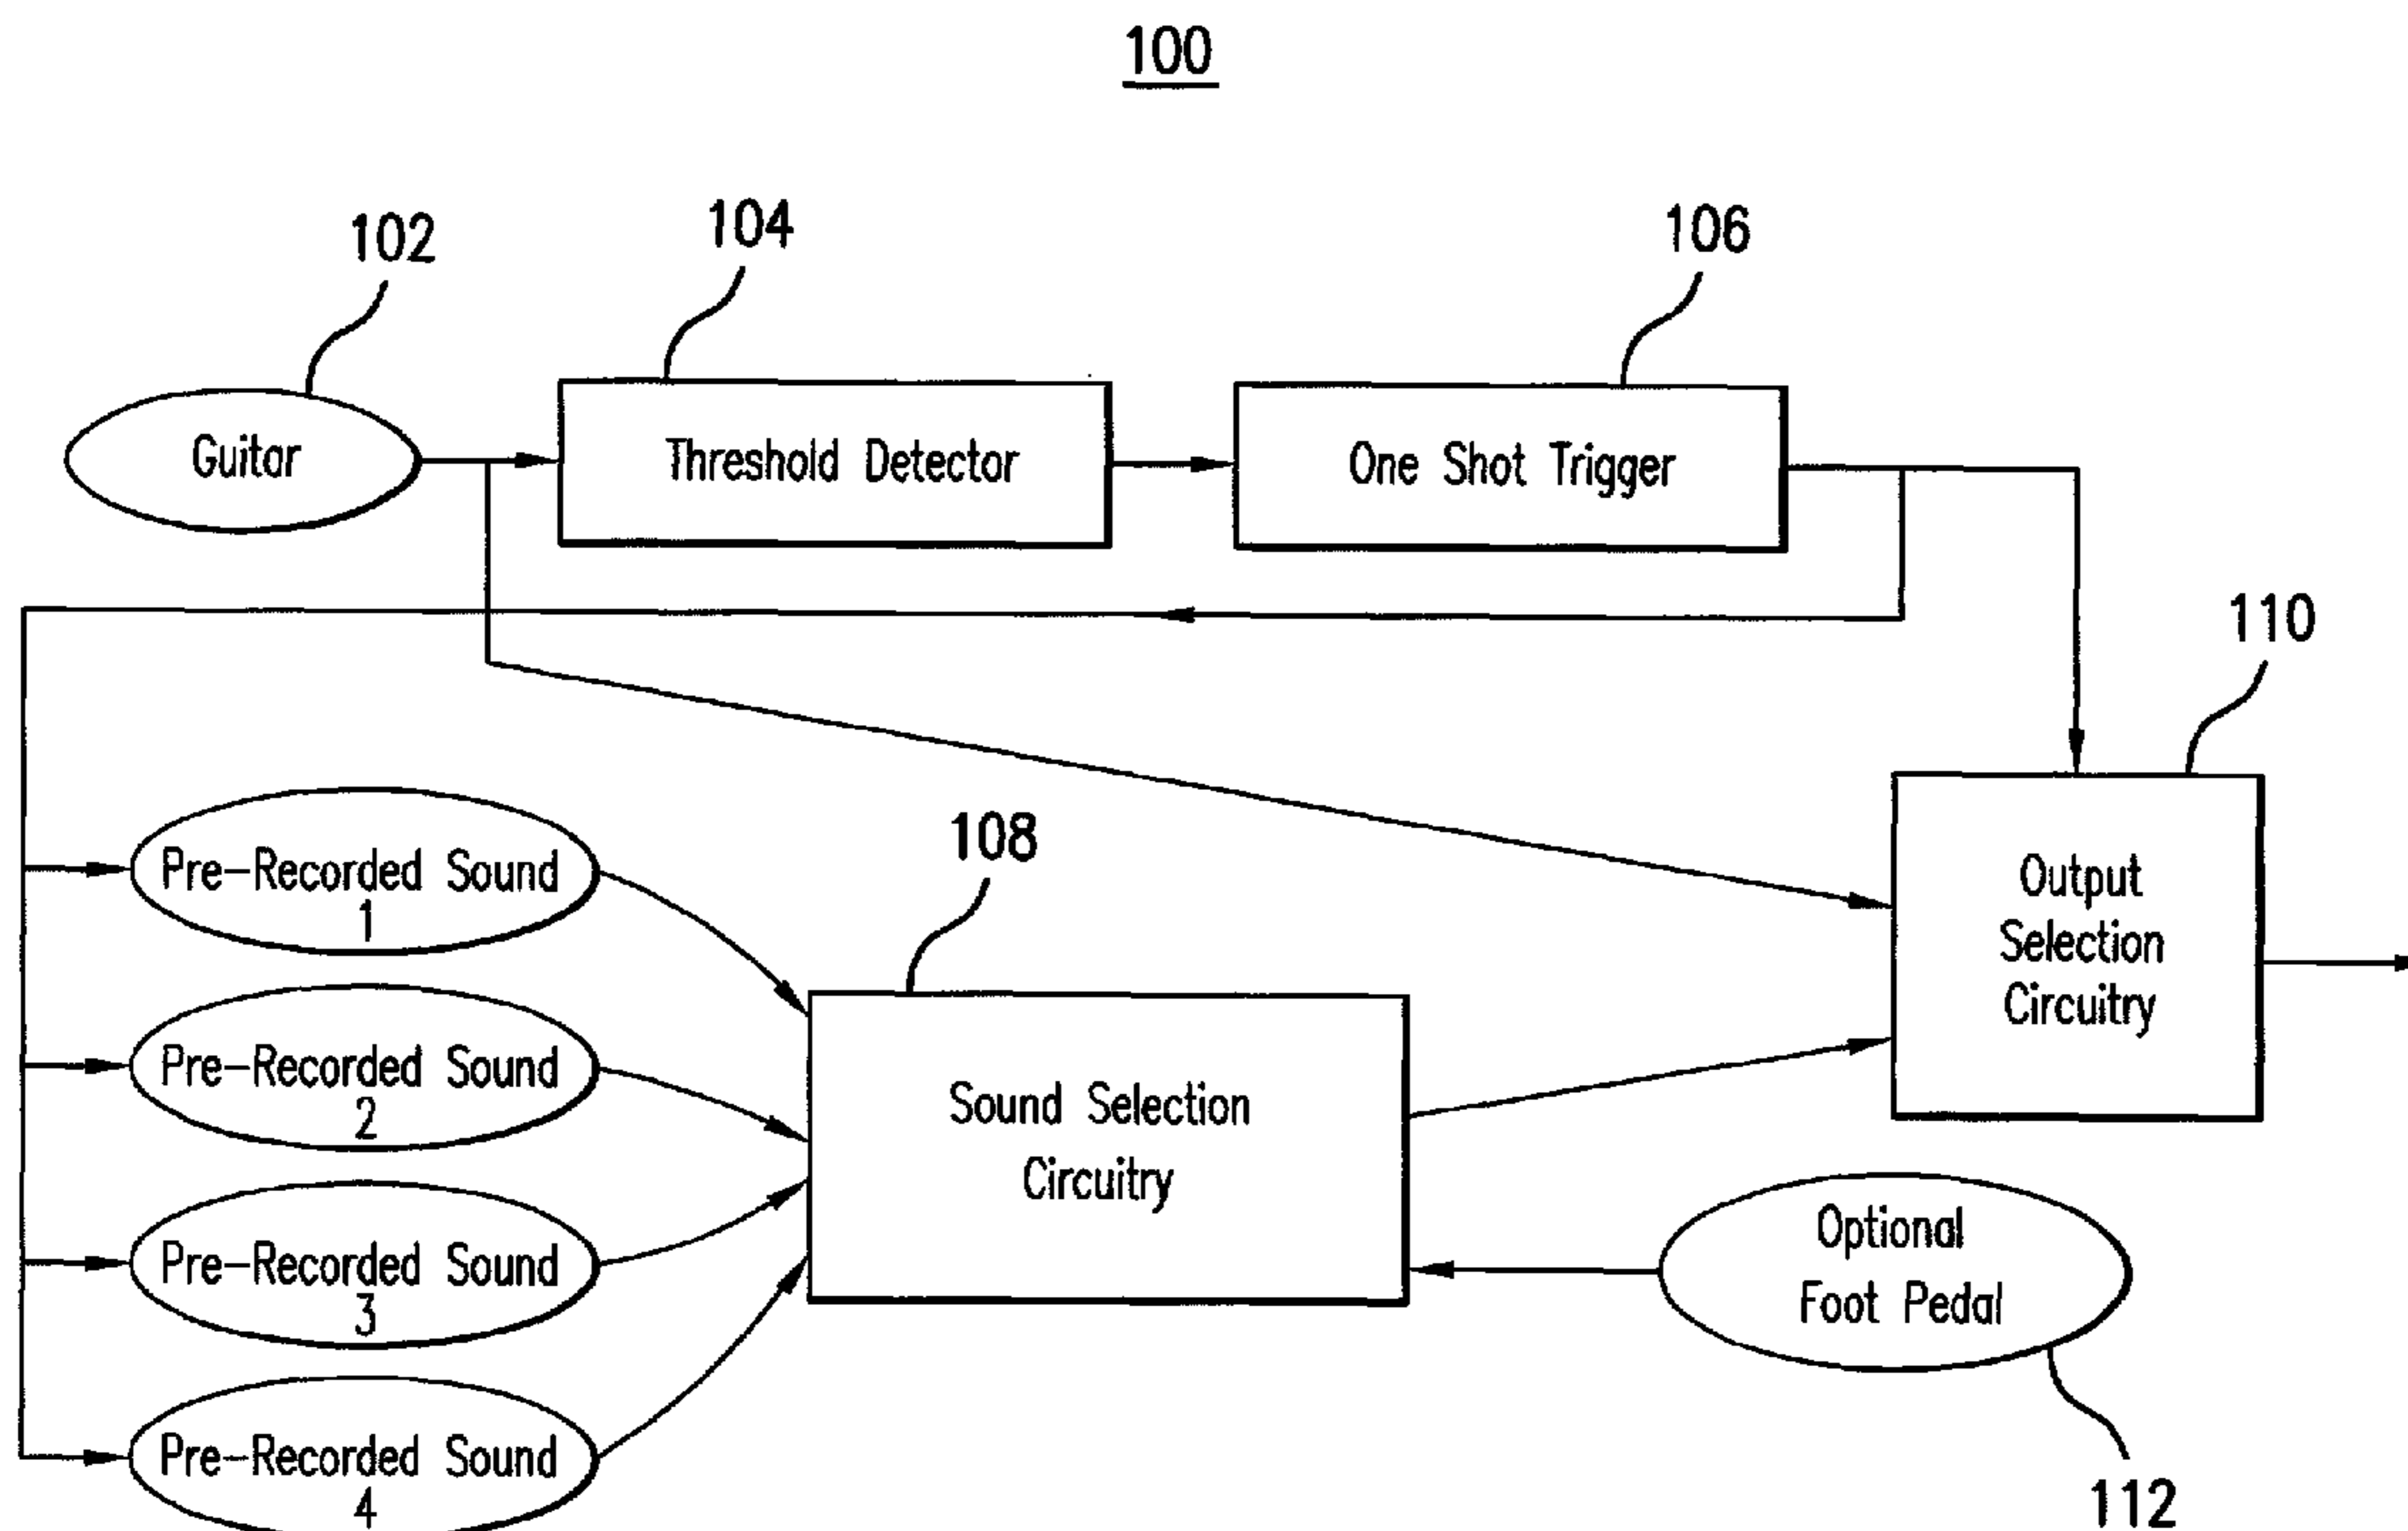 100
102
104
106
Guitar
Threshold Detector
One Shot Trigger
110
108
Pre-Recorded Sound
1
Pre-Recorded Sound
2
Pre-Recorded Sound
3
Pre-Recorded Sound
4
Sound Selection
Circuitry
Output
Selection
Circuitry
Optional
Foot Pedal
112